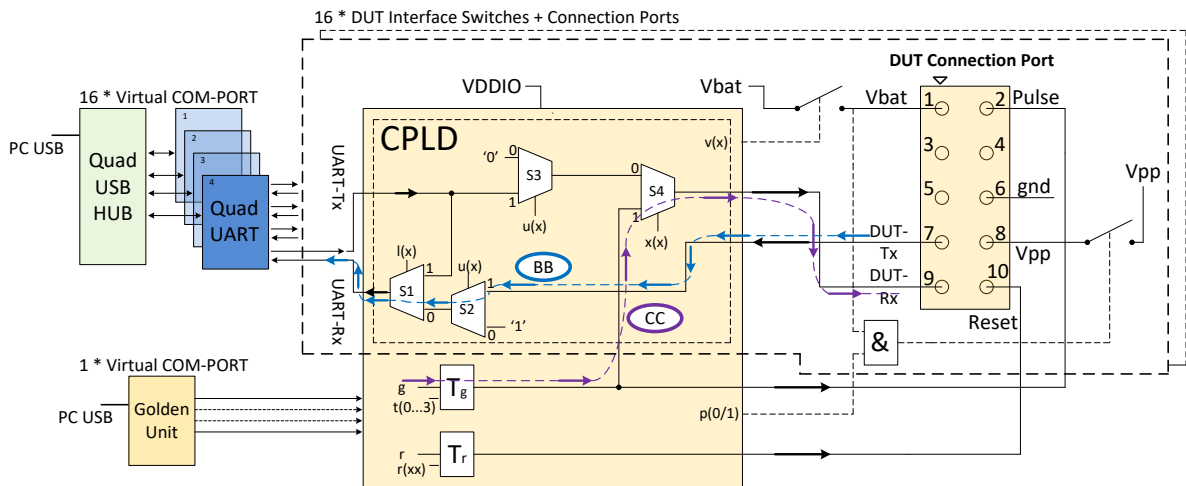 16 * DUT Interface Switches + Connection Ports
DUT Connection Port
16 * Virtual COM-PORT
PC USB
Quad
USB
HUB
1
2
3
4
Quad
UART
UART-Tx
UART-Rx
VDDIO
CPLD
'0'
0
1
S3
u(x)
0
1
S4
x(x)
l(x)
S1
1
0
u(x)
S2
1
0
'1'
BB
CC
v(x)
Vbat
Vbat
1
2
Pulse
3
4
5
6
gnd
7
8
Vpp
9
10
Reset
DUT-
Tx
DUT-
Rx
Vpp
&
p(0/1)
1 * Virtual COM-PORT
PC USB
Golden
Unit
g
t(0...3)
Tg
r
r(xx)
Tr